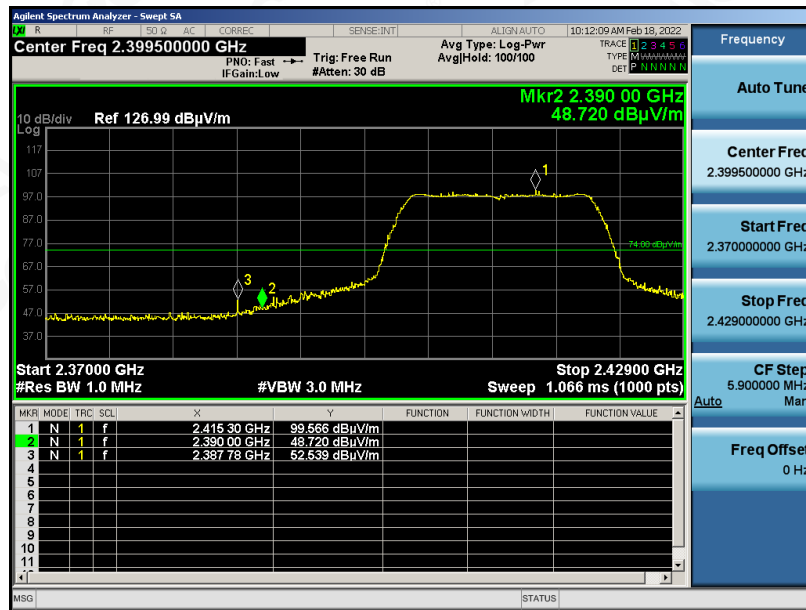 Agilent Spectrum Analyzer - Swept SA
R RF 50 Ω AC CORREC SENSE:INT ALIGN AUTO 10:12:09 AM Feb 18, 2022
Center Freq 2.399500000 GHz
PNO: Fast
IFGain:Low
Trig: Free Run
#Atten: 30 dB
Avg Type: Log-Pwr
Avg|Hold: 100/100
TRACE 1 2 3 4 5 6
TYPE M
DET P N N N N N
Mkr2 2.390 00 GHz
48.720 dBµV/m
10 dB/div Ref 126.99 dBµV/m
Log
117
107
97.0
87.0
77.0
67.0
57.0
47.0
37.0
1
2
3
74.00 dBµV/m
Start 2.37000 GHz Stop 2.42900 GHz
#Res BW 1.0 MHz #VBW 3.0 MHz Sweep 1.066 ms (1000 pts)
MKR MODE TRC SCL X Y FUNCTION FUNCTION WIDTH FUNCTION VALUE
1 N 1 f 2.415 30 GHz 99.566 dBµV/m
2 N 1 f 2.390 00 GHz 48.720 dBµV/m
3 N 1 f 2.387 78 GHz 52.539 dBµV/m
4
5
6
7
8
9
10
11
MSG STATUS
Frequency
Auto Tune
Center Freq
2.399500000 GHz
Start Freq
2.370000000 GHz
Stop Freq
2.429000000 GHz
CF Step
5.900000 MHz
Auto Man
Freq Offset
0 Hz